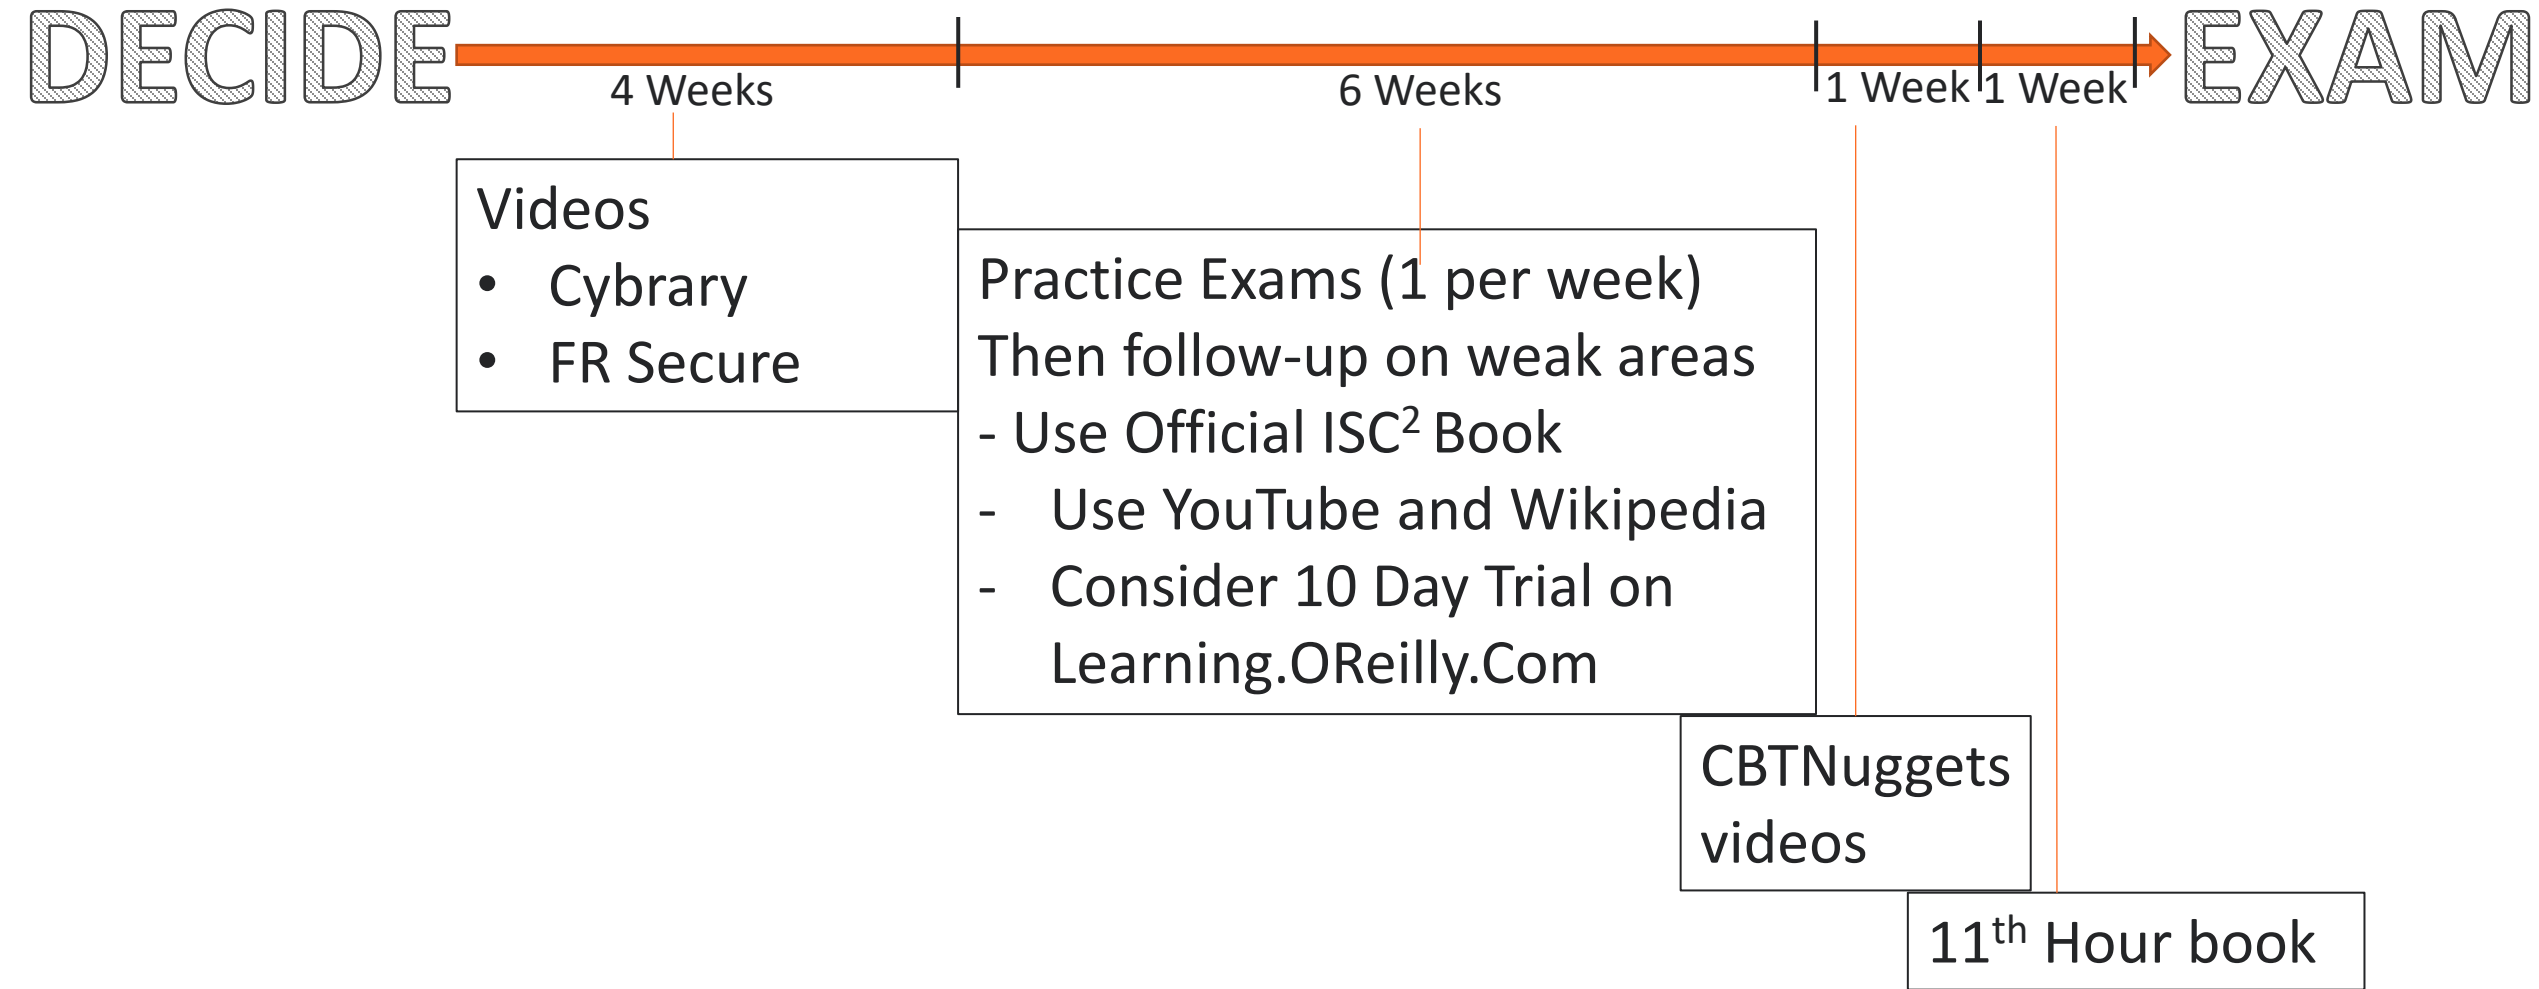 DECIDE
EXAM
4 Weeks
6 Weeks
1 Week
1 Week
Videos
• Cybrary
• FR Secure
Practice Exams (1 per week)
Then follow-up on weak areas
- Use Official ISC² Book
- Use YouTube and Wikipedia
- Consider 10 Day Trial on
Learning.OReilly.Com
CBTNuggets
videos
11th Hour book